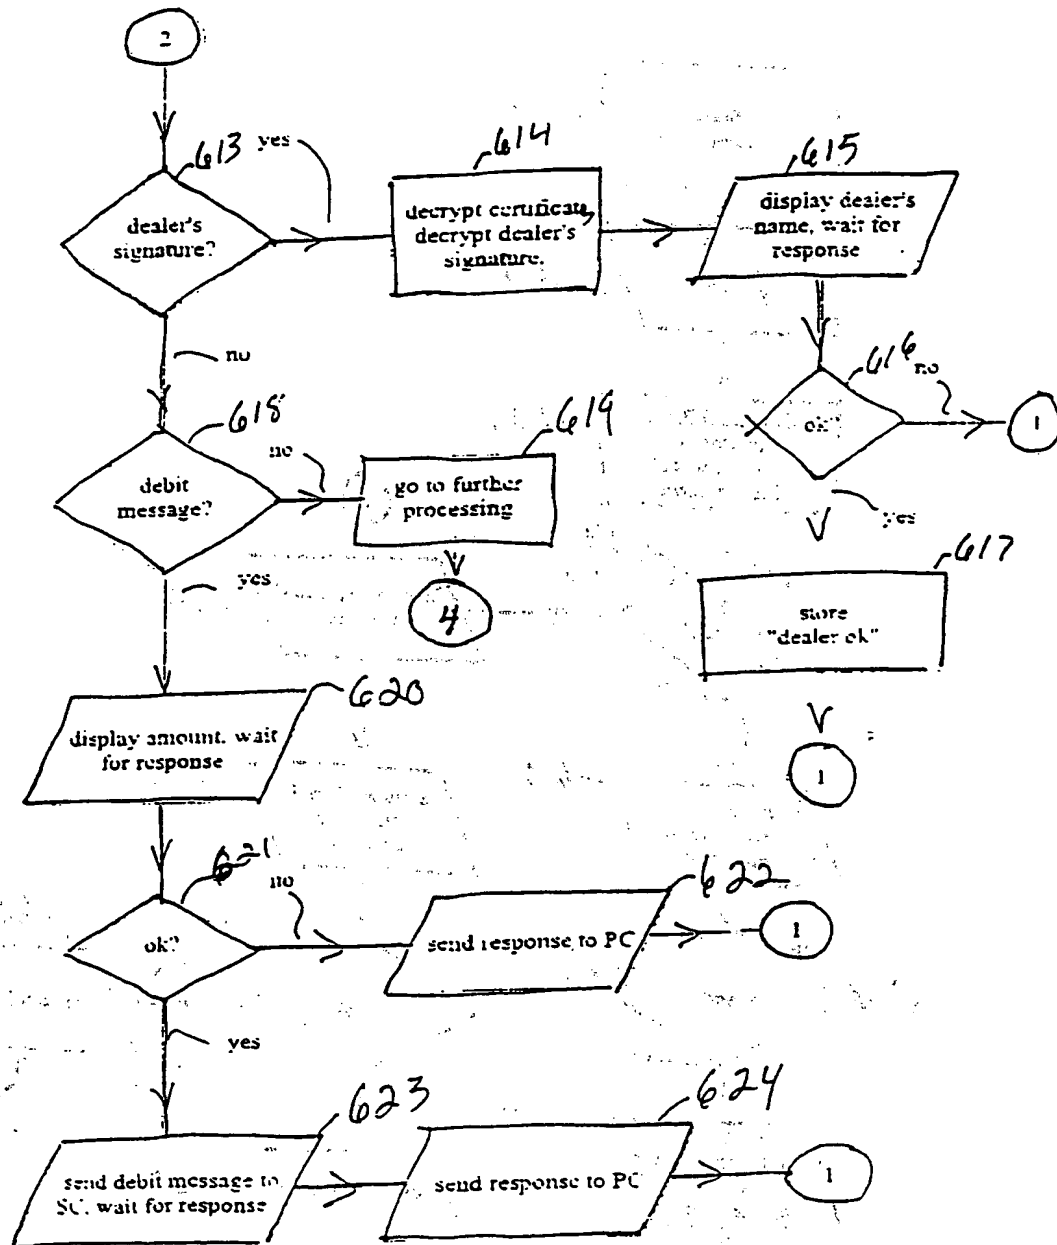 2
613
yes
614
615
dealer's
signature?
decrypt certificate,
decrypt dealer's
signature.
display dealer's
name, wait for
response
no
616
no
ok?
1
618
no
619
debit
message?
go to further
processing
yes
617
yes
4
store
"dealer ok"
620
display amount, wait
for response
1
621
no
622
ok?
send response to PC
1
yes
623
624
send debit message to
SC, wait for response
send response to PC
1